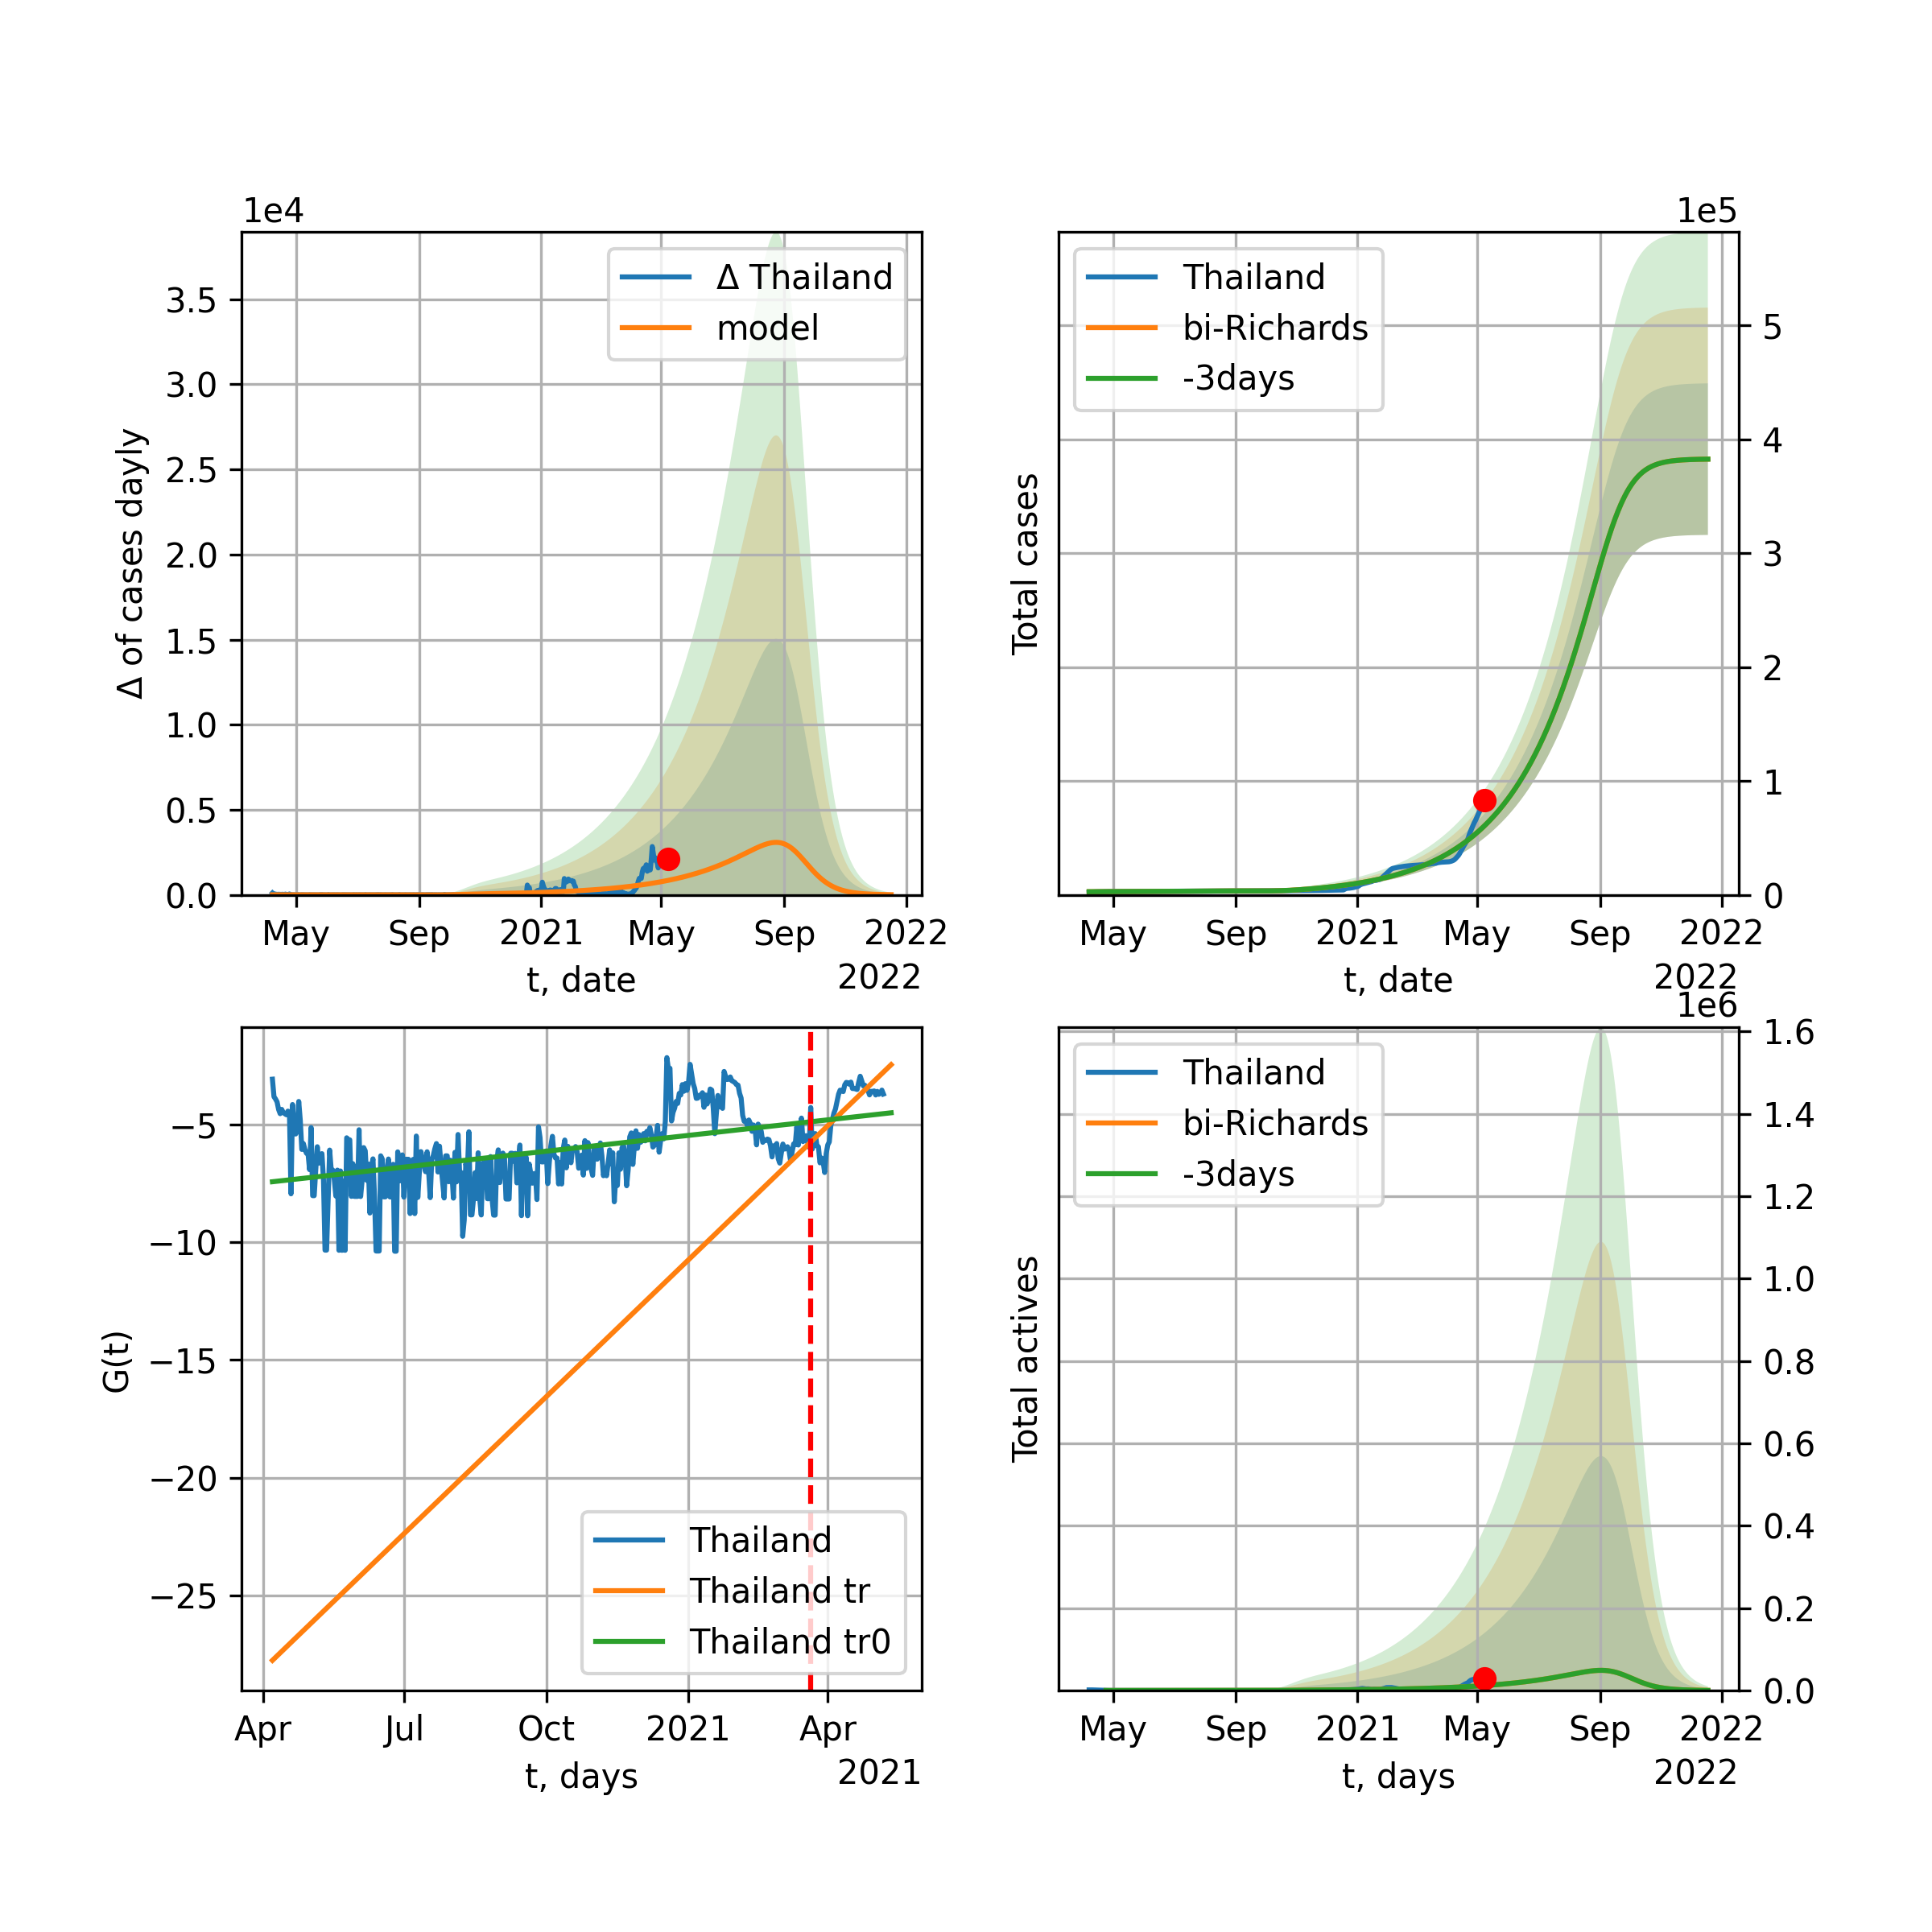 1e4
Δ of cases dayly
3.5
3.0
2.5
2.0
1.5
1.0
0.5
0.0
Δ Thailand
model
May Sep 2021 May Sep 2022
t, date
2022
1e5
Total cases
Thailand
bi-Richards
-3days
5
4
3
2
1
0
May Sep 2021 May Sep 2022
t, date
2022
G(t)
−5
−10
−15
−20
−25
Thailand
Thailand tr
Thailand tr0
Apr Jul Oct 2021 Apr
t, days
2021
1e6
Total actives
Thailand
bi-Richards
-3days
1.6
1.4
1.2
1.0
0.8
0.6
0.4
0.2
0.0
May Sep 2021 May Sep 2022
t, days
2022